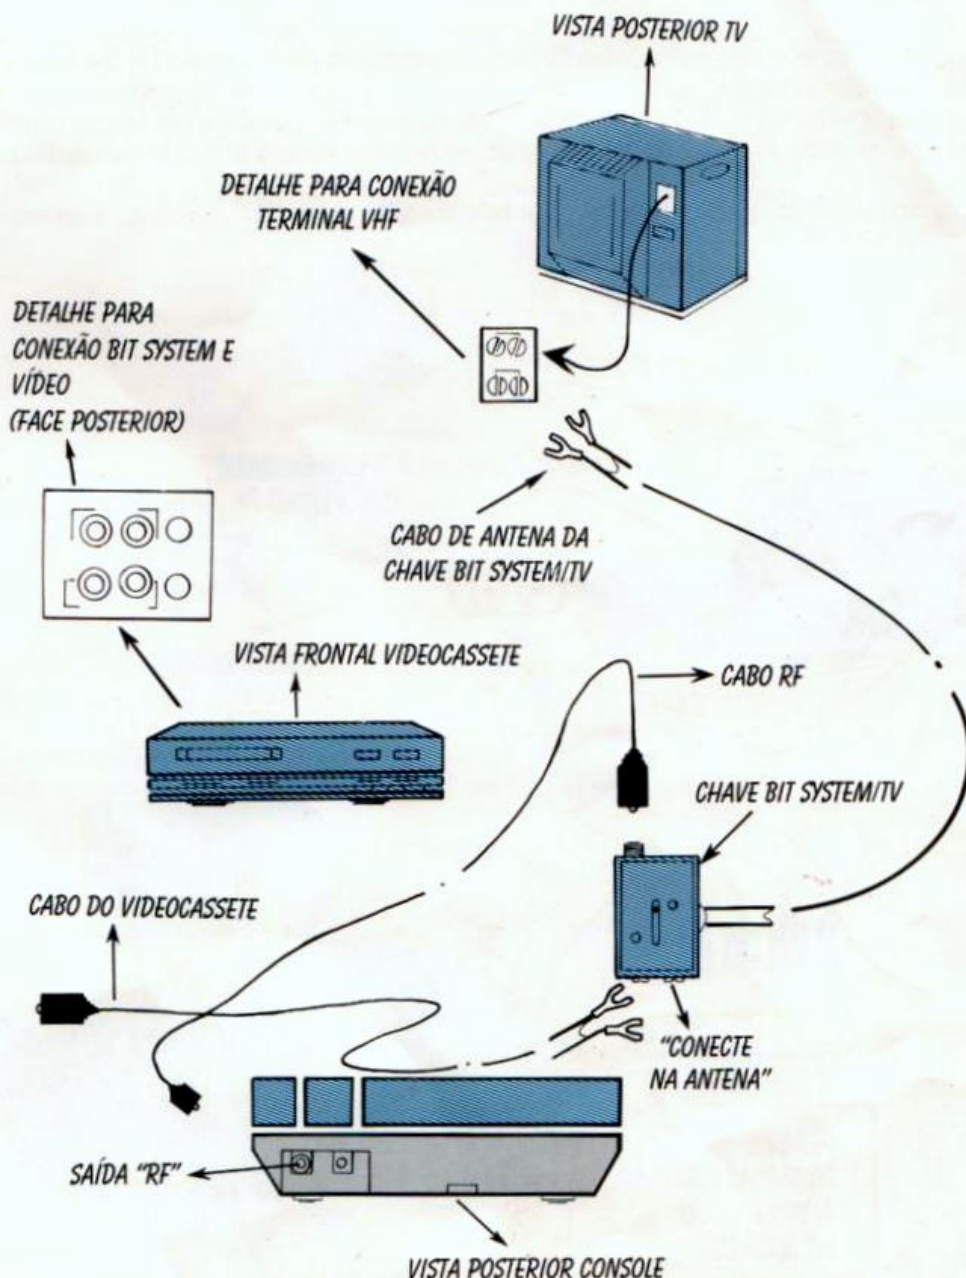 VISTA POSTERIOR TV
DETALHE PARA CONEXÃO
TERMINAL VHF
DETALHE PARA
CONEXÃO BIT SYSTEM E
VÍDEO
(FACE POSTERIOR)
CABO DE ANTENA DA
CHAVE BIT SYSTEM/TV
VISTA FRONTAL VIDEOCASSETE
CABO RF
CHAVE BIT SYSTEM/TV
CABO DO VIDEOCASSETE
"CONECTE
NA ANTENA"
SAÍDA "RF"
VISTA POSTERIOR CONSOLE